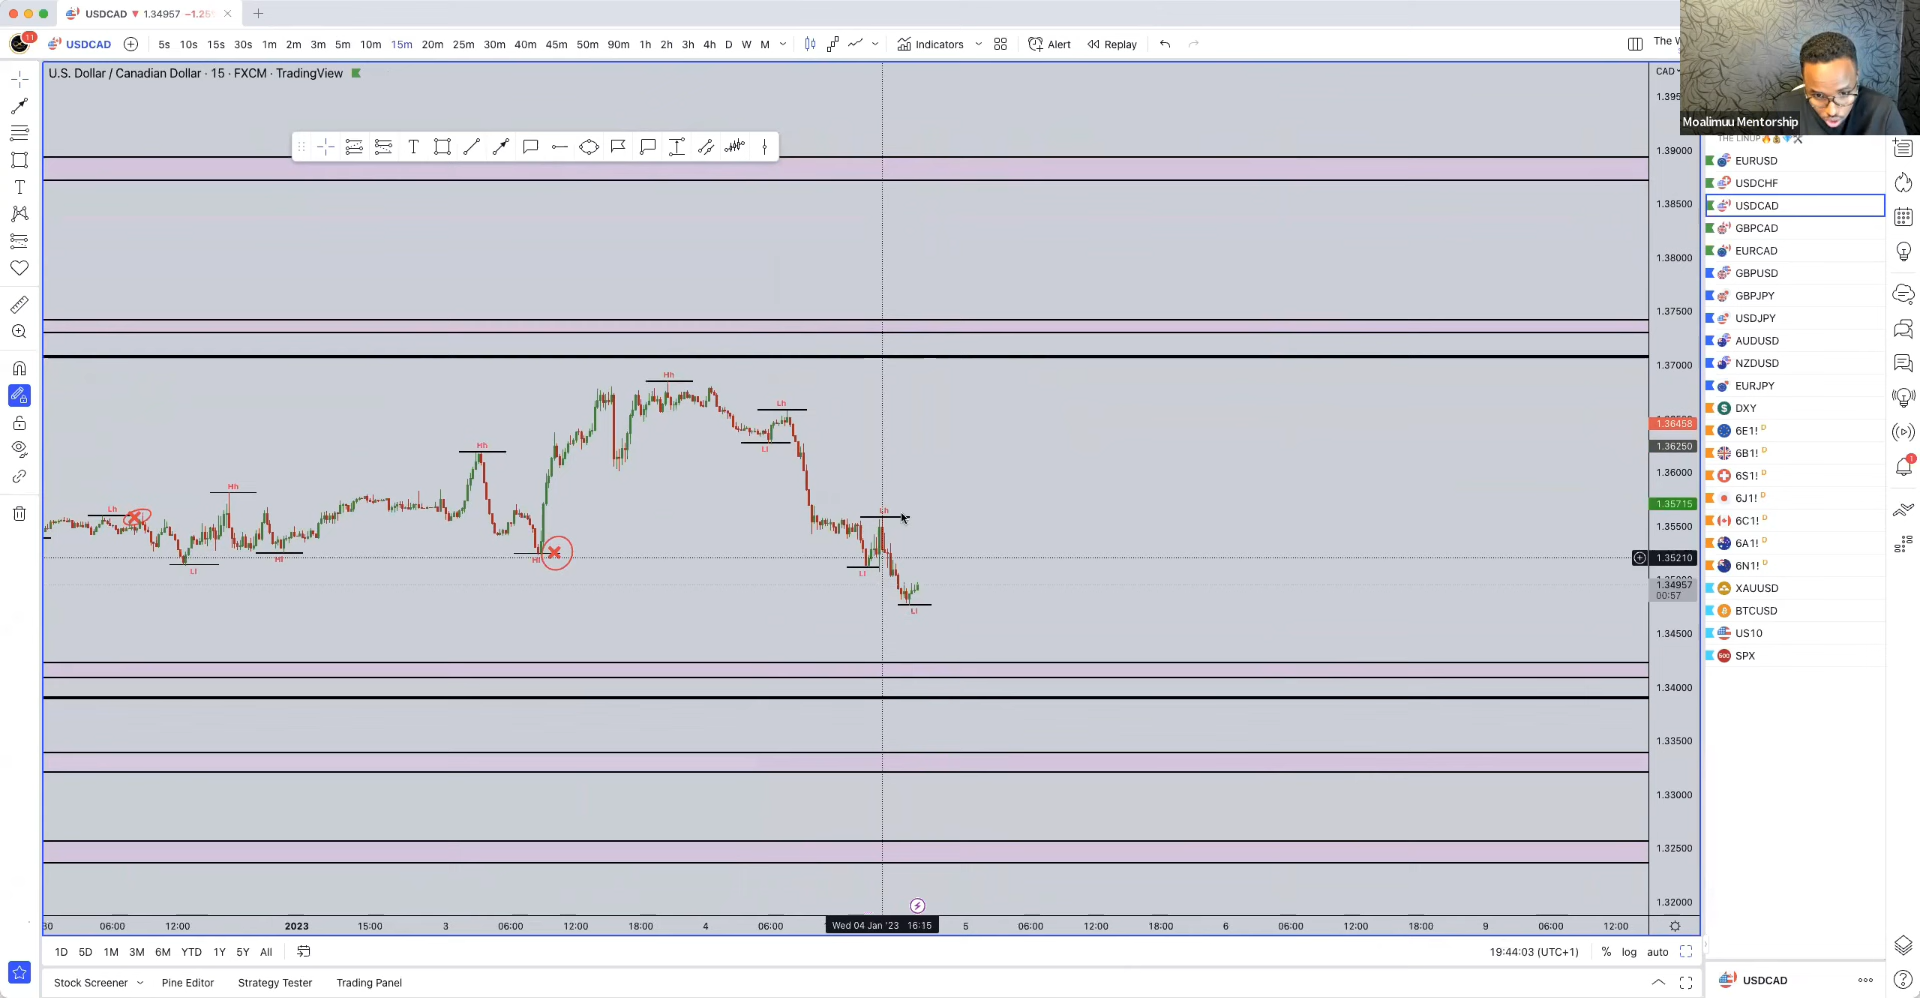 USDCAD ▼ 1.34957 −1.25
11 USDCAD 5s 10s 15s 30s 1m 2m 3m 5m 10m 15m 20m 25m 30m 40m 45m 50m 90m 1h 2h 3h 4h D W M Indicators Alert Replay The W
U.S. Dollar / Canadian Dollar · 15 · FXCM · TradingView
CAD
Moalimuu Mentorship
THE LINUP
EURUSD
USDCHF
USDCAD
GBPCAD
EURCAD
GBPUSD
GBPJPY
USDJPY
AUDUSD
NZDUSD
EURJPY
DXY
6E1! D
6B1! D
6S1! D
6J1! D
6C1! D
6A1! D
6N1! D
XAUUSD
BTCUSD
US10
SPX
1
1.395
1.39000
1.38500
1.38000
1.37500
1.37000
1.36458
1.36250
1.36000
1.35715
1.35500
1.35210
1.34957
00:57
1.34500
1.34000
1.33500
1.33000
1.32500
1.32000
Lh
Hh
Ll
Hl
Hh
Hl
Hh
Lh
Ll
Lh
Ll
Ll
30 06:00 12:00 2023 15:00 3 06:00 12:00 18:00 4 06:00 Wed 04 Jan '23 16:15 5 06:00 12:00 18:00 6 06:00 12:00 18:00 9 06:00 12:00
1D 5D 1M 3M 6M YTD 1Y 5Y All 19:44:03 (UTC+1) % log auto
Stock Screener Pine Editor Strategy Tester Trading Panel
USDCAD